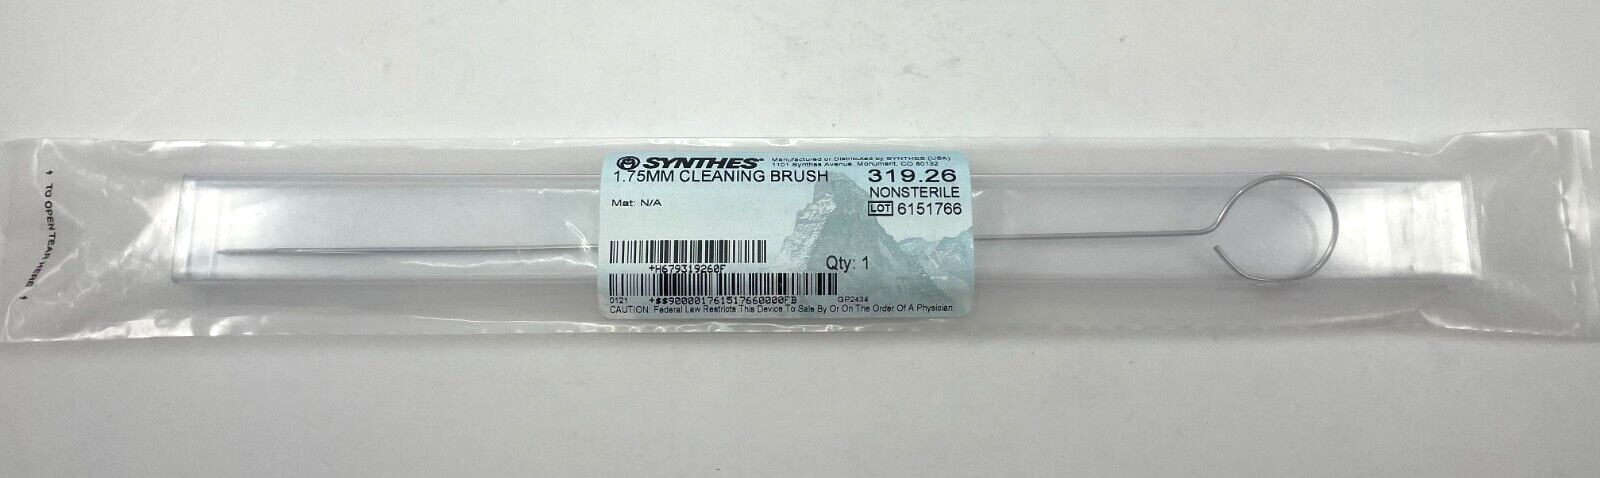 SYNTHES®
Manufactured or Distributed by SYNTHES (USA)
1101 Synthes Avenue, Monument, CO 80132
1.75MM CLEANING BRUSH
319.26
NONSTERILE
Mat: N/A
LOT 6151766
+H679319260F
Qty: 1
0121 +$$9000017615176600000FB GP2434
CAUTION: Federal Law Restricts This Device To Sale By Or On The Order Of A Physician.
TO OPEN TEAR HERE